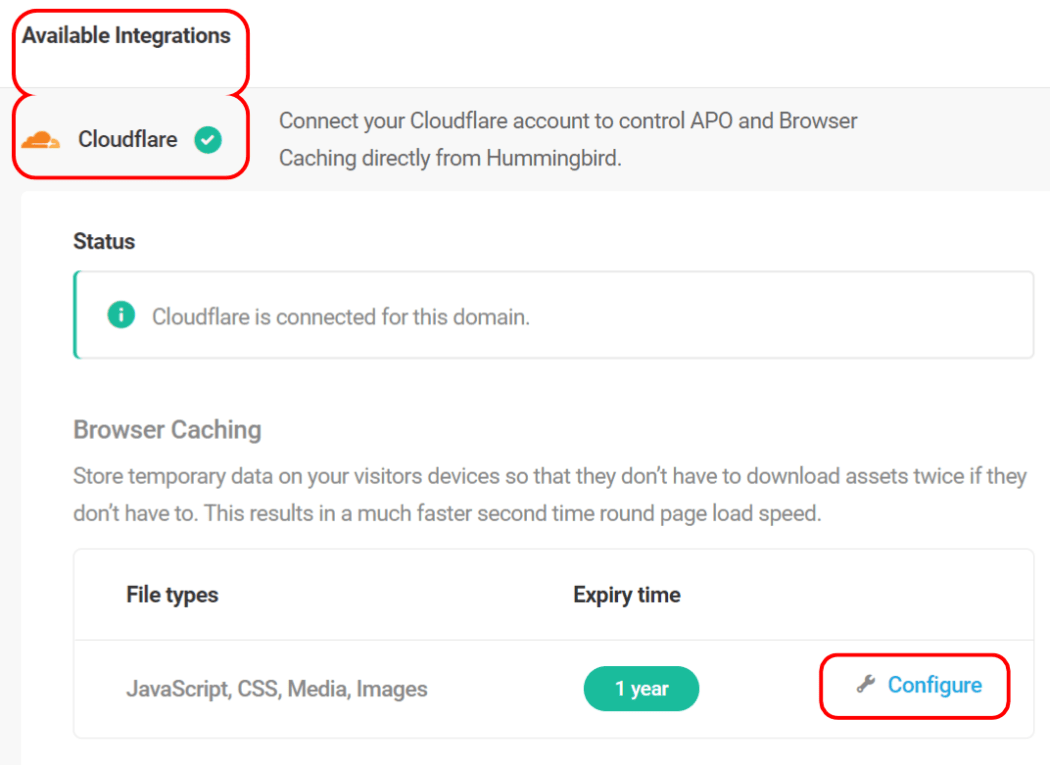 Available Integrations
Cloudflare
Connect your Cloudflare account to control APO and Browser
Caching directly from Hummingbird.
Status
Cloudflare is connected for this domain.
Browser Caching
Store temporary data on your visitors devices so that they don’t have to download assets twice if they
don’t have to. This results in a much faster second time round page load speed.
File types Expiry time
JavaScript, CSS, Media, Images 1 year Configure